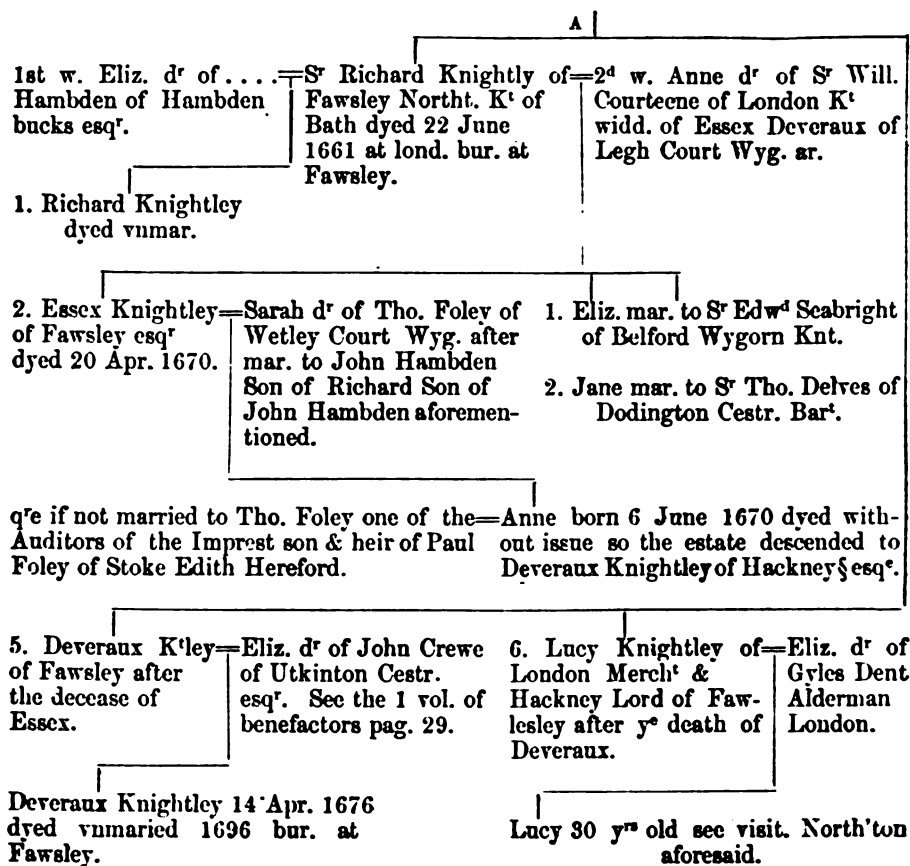 A
1st w. Eliz. dʳ of . . . .
Hambden of Hambden
bucks esqʳ.
Sʳ Richard Knightly of
Fawsley Northt. Kᵗ of
Bath dyed 22 June
1661 at lond. bur. at
Fawsley.
2ᵈ w. Anne dʳ of Sʳ Will.
Courteene of London Kᵗ
widd. of Essex Deveraux of
Legh Court Wyg. ar.
1. Richard Knightley
dyed vnmar.
2. Essex Knightley
of Fawsley esqʳ
dyed 20 Apr. 1670.
Sarah dʳ of Tho. Foley of
Wetley Court Wyg. after
mar. to John Hambden
Son of Richard Son of
John Hambden aforemen-
tioned.
1. Eliz. mar. to Sʳ Edwᵈ Seabright
of Belford Wygorn Knt.
2. Jane mar. to Sʳ Tho. Delves of
Dodington Cestr. Barᵗ.
qʳe if not married to Tho. Foley one of the
Auditors of the Imprest son & heir of Paul
Foley of Stoke Edith Hereford.
Anne born 6 June 1670 dyed with-
out issue so the estate descended to
Deveraux Knightley of Hackney § esqᵉ.
5. Deveraux Kᵗley
of Fawsley after
the decease of
Essex.
Eliz. dʳ of John Crewe
of Utkinton Cestr.
esqʳ. See the 1 vol. of
benefactors pag. 29.
6. Lucy Knightley of
London Merchᵗ &
Hackney Lord of Faw-
lesley after yᵉ death of
Deveraux.
Eliz. dʳ of
Gyles Dent
Alderman
London.
Deveraux Knightley 14 Apr. 1676
dyed vnmaried 1696 bur. at
Fawsley.
Lucy 30 yʳˢ old see visit. North'ton
aforesaid.